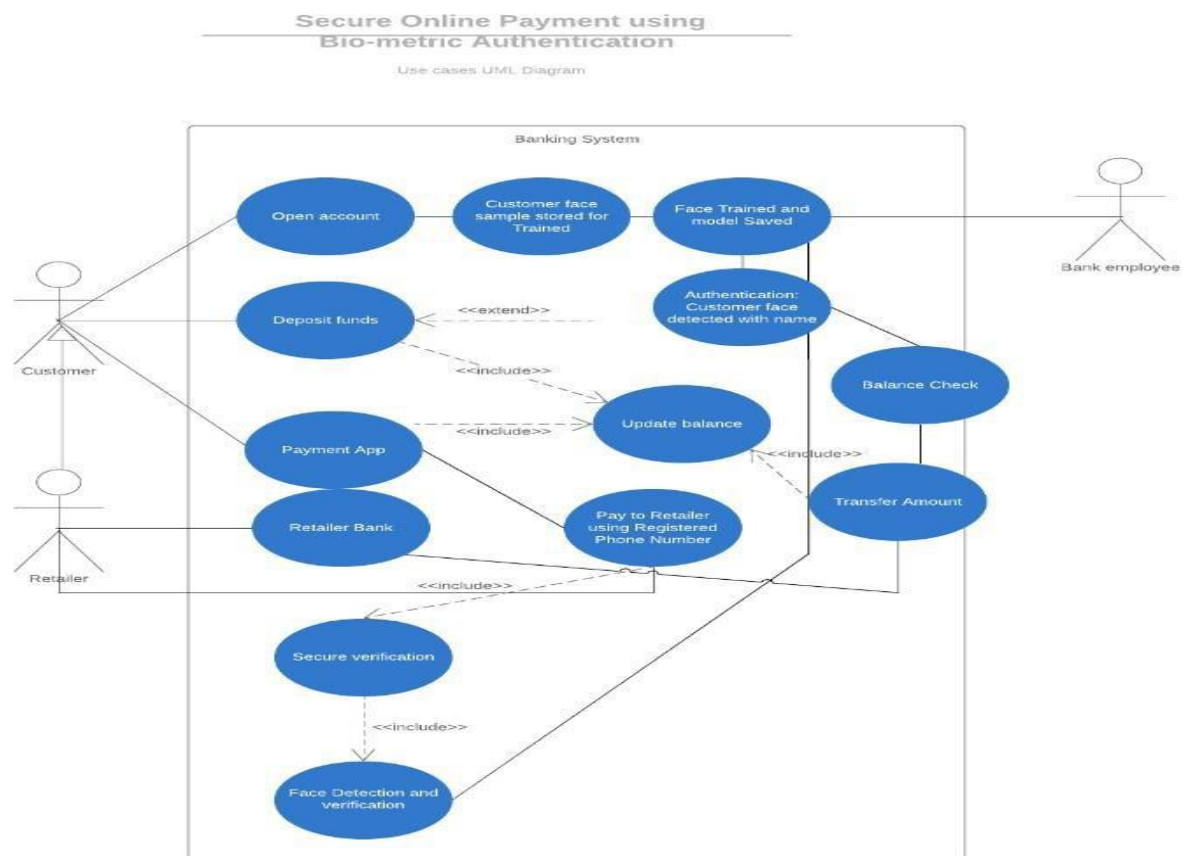 Secure Online Payment using
Bio-metric Authentication
Use cases UML Diagram
Banking System
Open account
Customer face
sample stored for
Trained
Face Trained and
model Saved
Bank employee
Authentication:
Customer face
detected with name
Deposit funds
<<extend>>
Customer
<<include>>
Balance Check
Update balance
<<include>>
Payment App
<<include>>
Transfer Amount
Retailer Bank
Pay to Retailer
using Registered
Phone Number
Retailer
<<include>>
Secure verification
<<include>>
Face Detection and
verification